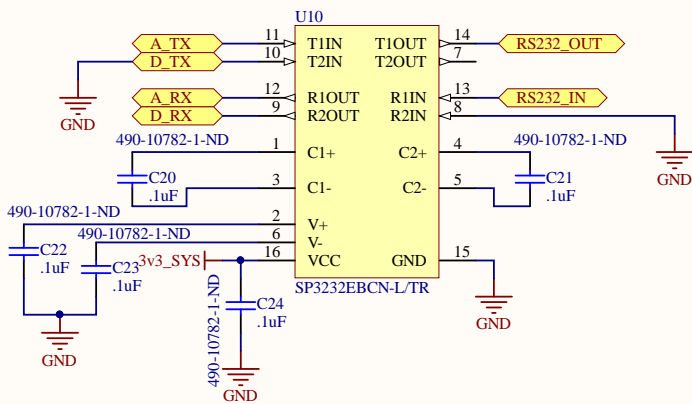 U10
A_TX 11 T1IN T1OUT 14 RS232_OUT
D_TX 10 T2IN T2OUT 7
A_RX 12 R1OUT R1IN 13 RS232_IN
D_RX 9 R2OUT R2IN 8
GND
490-10782-1-ND 1 C1+ C2+ 4 490-10782-1-ND
GND
C20 3 C1- C2- 5 C21
.1uF .1uF
490-10782-1-ND 2 V+
490-10782-1-ND 6 V-
C22 C23 3v3_SYS 16 VCC GND 15
.1uF .1uF
SP3232EBCN-L/TR
490-10782-1-ND
C24
.1uF
GND
GND
GND